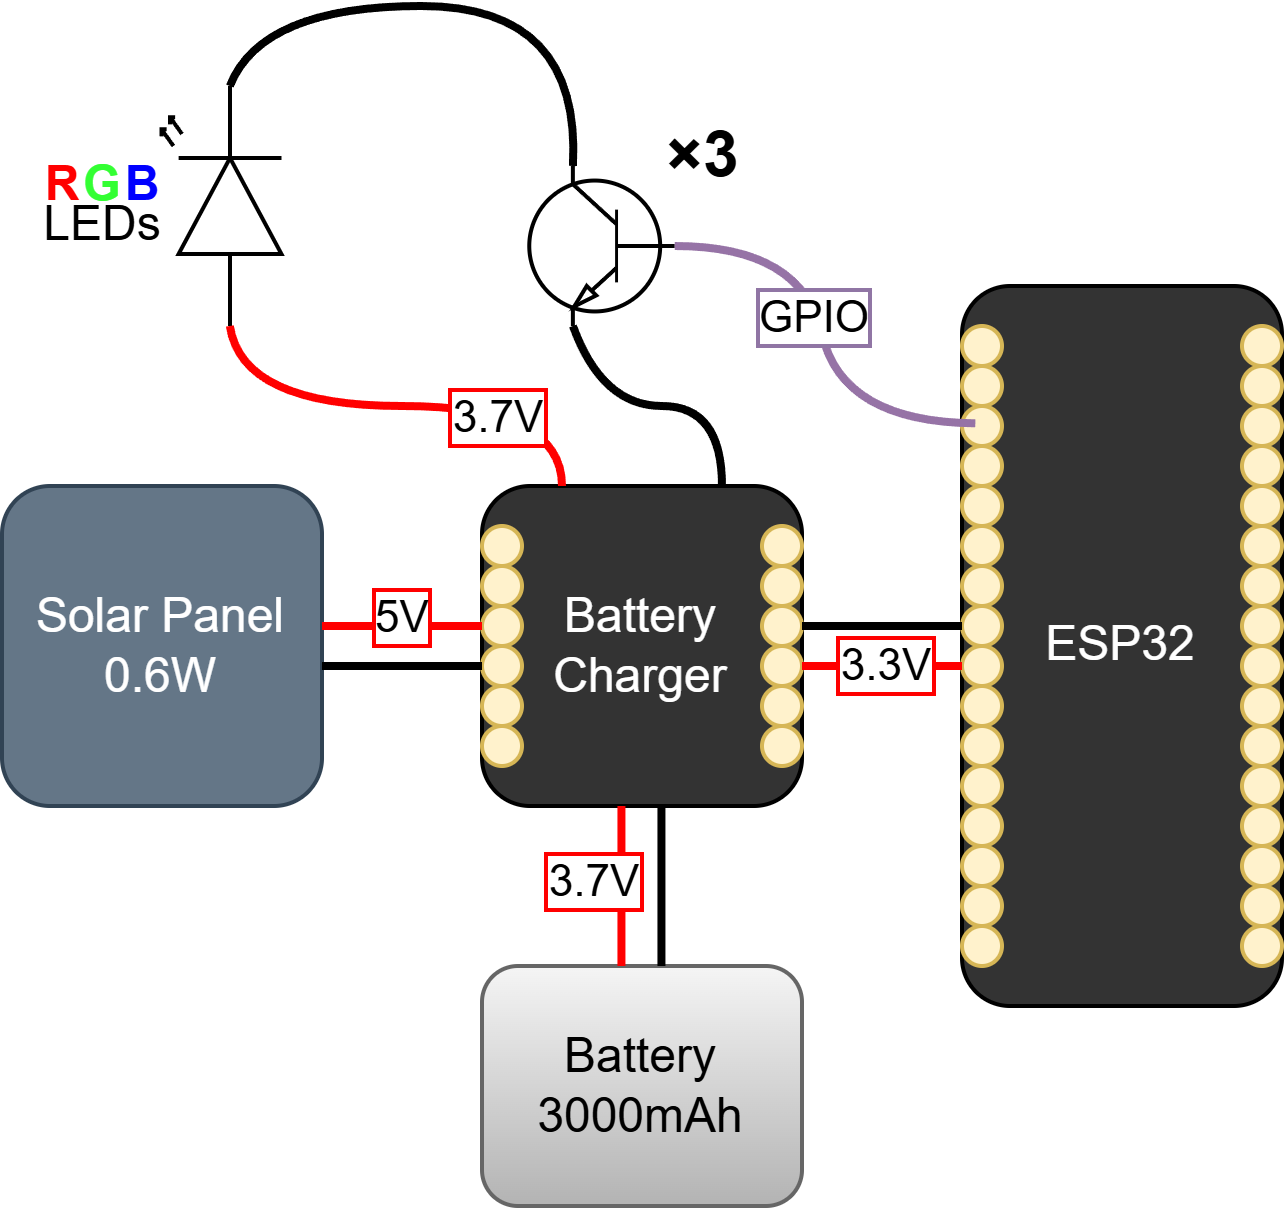 ×3
RGB
LEDs
GPIO
3.7V
Solar Panel
0.6W
5V
Battery
Charger
3.3V
ESP32
3.7V
Battery
3000mAh